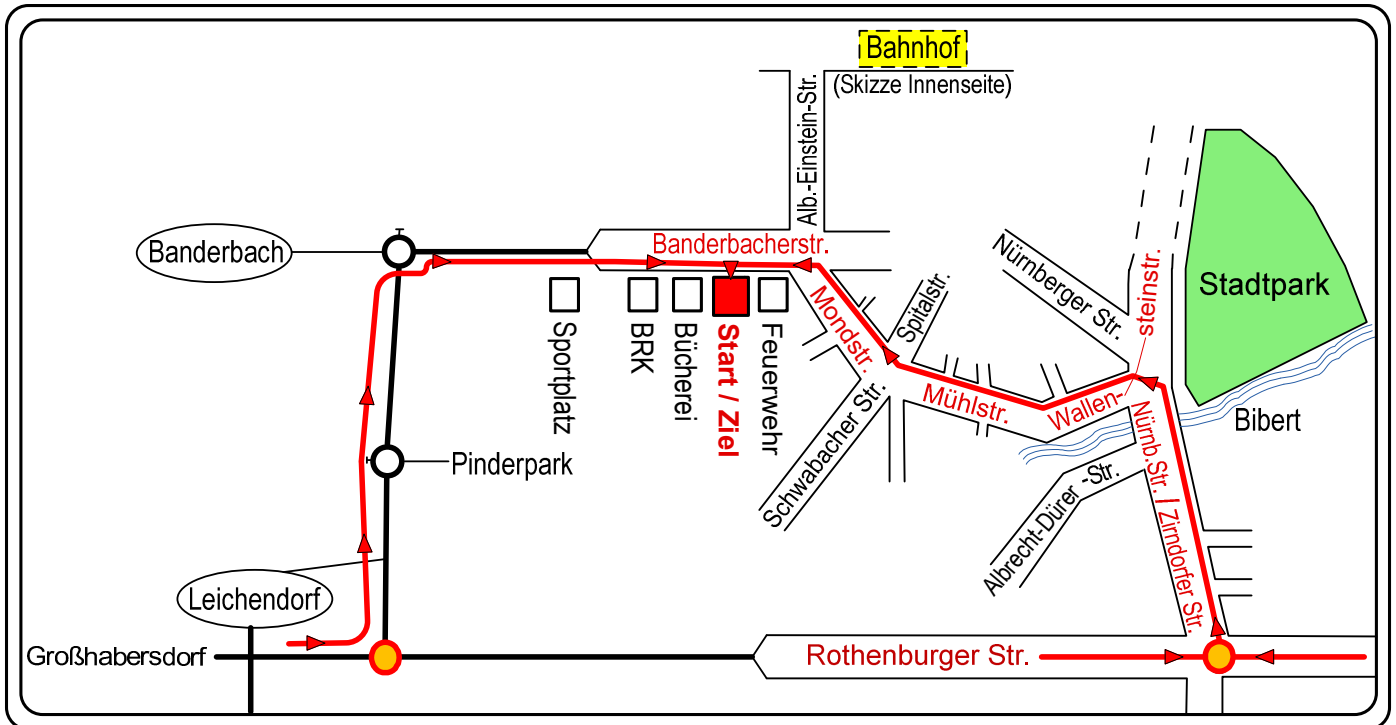 Bahnhof
(Skizze Innenseite)
Alb.-Einstein-Str.
Banderbach
Banderbacherstr.
Nürnberger Str.
steinstr.
Stadtpark
Spitalstr.
Mondstr.
Sportplatz
BRK
Bücherei
Start / Ziel
Feuerwehr
Mühlstr.
Wallen-
Bibert
Schwabacher Str.
Nürnb.Str. / Zirndorfer Str.
Pinderpark
Albrecht-Dürer -Str.
Leichendorf
Großhabersdorf
Rothenburger Str.